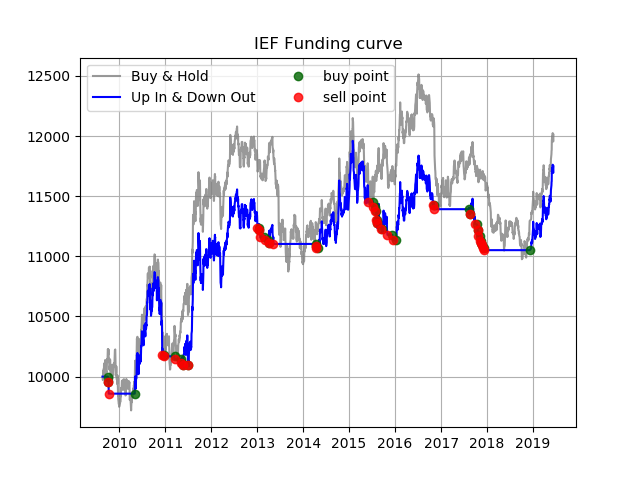 IEF Funding curve
Buy & Hold
Up In & Down Out
buy point
sell point
12500
12000
11500
11000
10500
10000
2010 2011 2012 2013 2014 2015 2016 2017 2018 2019